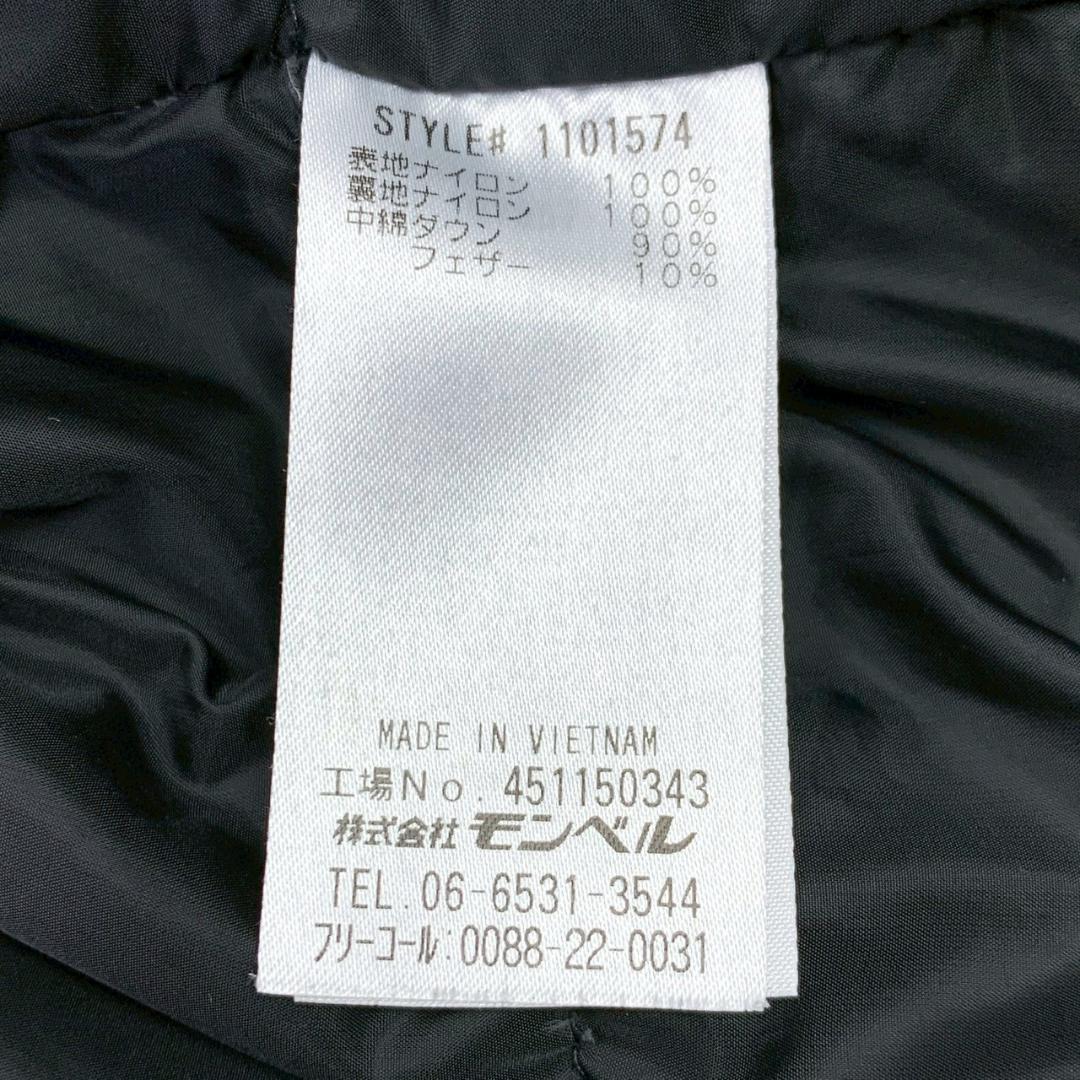 STYLE# 1101574
表地ナイロン 100%
裏地ナイロン 100%
中綿ダウン 90%
フェザー 10%
MADE IN VIETNAM
工場No. 451150343
株式会社 モンベル
TEL. 06-6531-3544
フリーコール:0088-22-0031